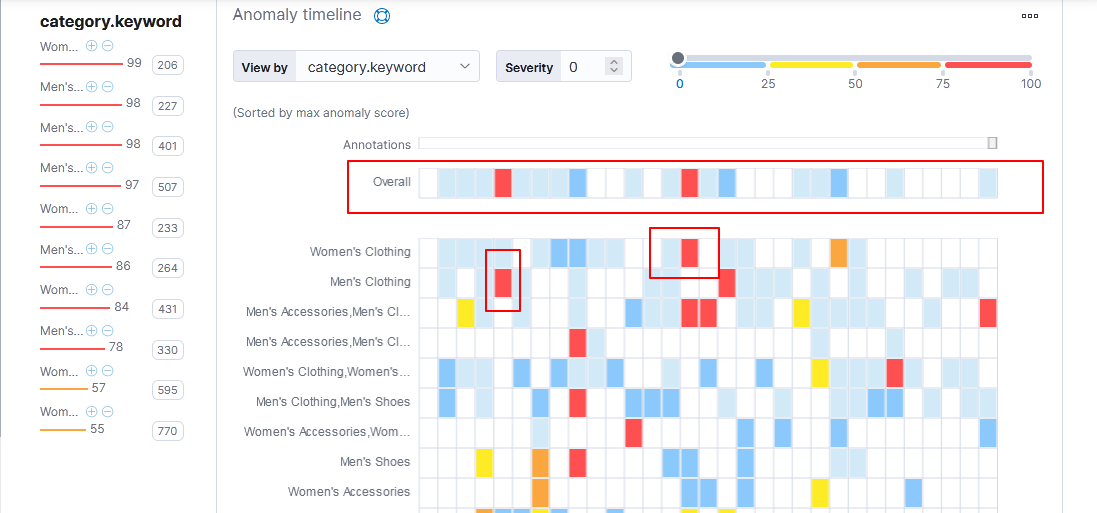 category.keyword
Wom...
99
206
Men's...
98
227
Men's...
98
401
Men's...
97
507
Wom...
87
233
Men's...
86
264
Wom...
84
431
Men's...
78
330
Wom...
57
595
Wom...
55
770
Anomaly timeline
View by category.keyword
Severity 0
0 25 50 75 100
(Sorted by max anomaly score)
Annotations
Overall
Women's Clothing
Men's Clothing
Men's Accessories,Men's Cl...
Men's Accessories,Men's Cl...
Women's Clothing,Women's...
Men's Clothing,Men's Shoes
Women's Accessories,Wom...
Men's Shoes
Women's Accessories